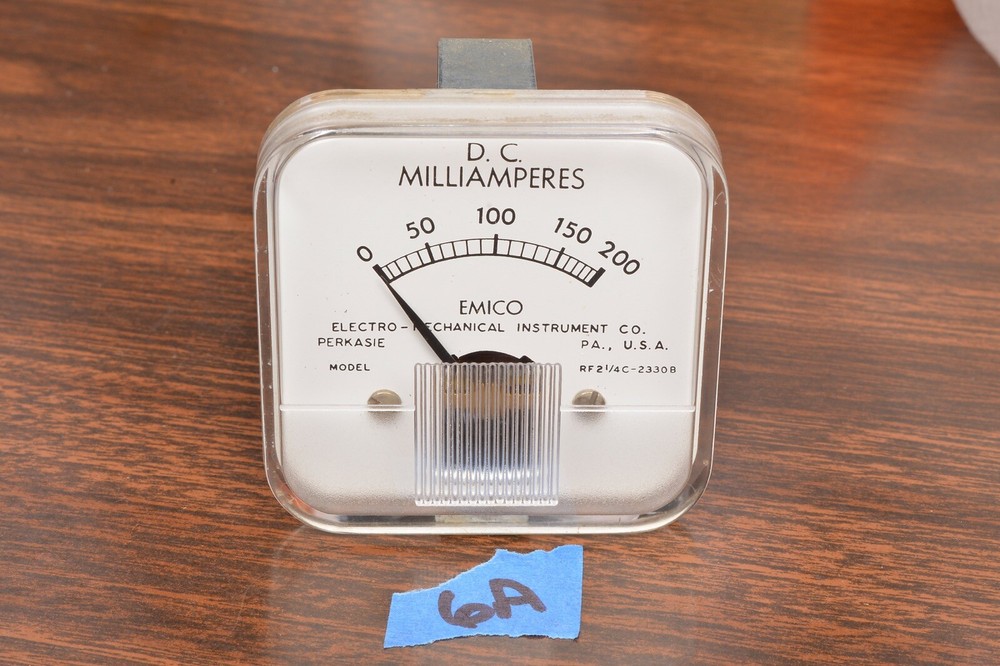 D. C.
MILLIAMPERES
0 50 100 150 200
EMICO
ELECTRO-MECHANICAL INSTRUMENT CO.
PERKASIE PA., U.S.A.
MODEL RF2 1/4C-2330B
6A